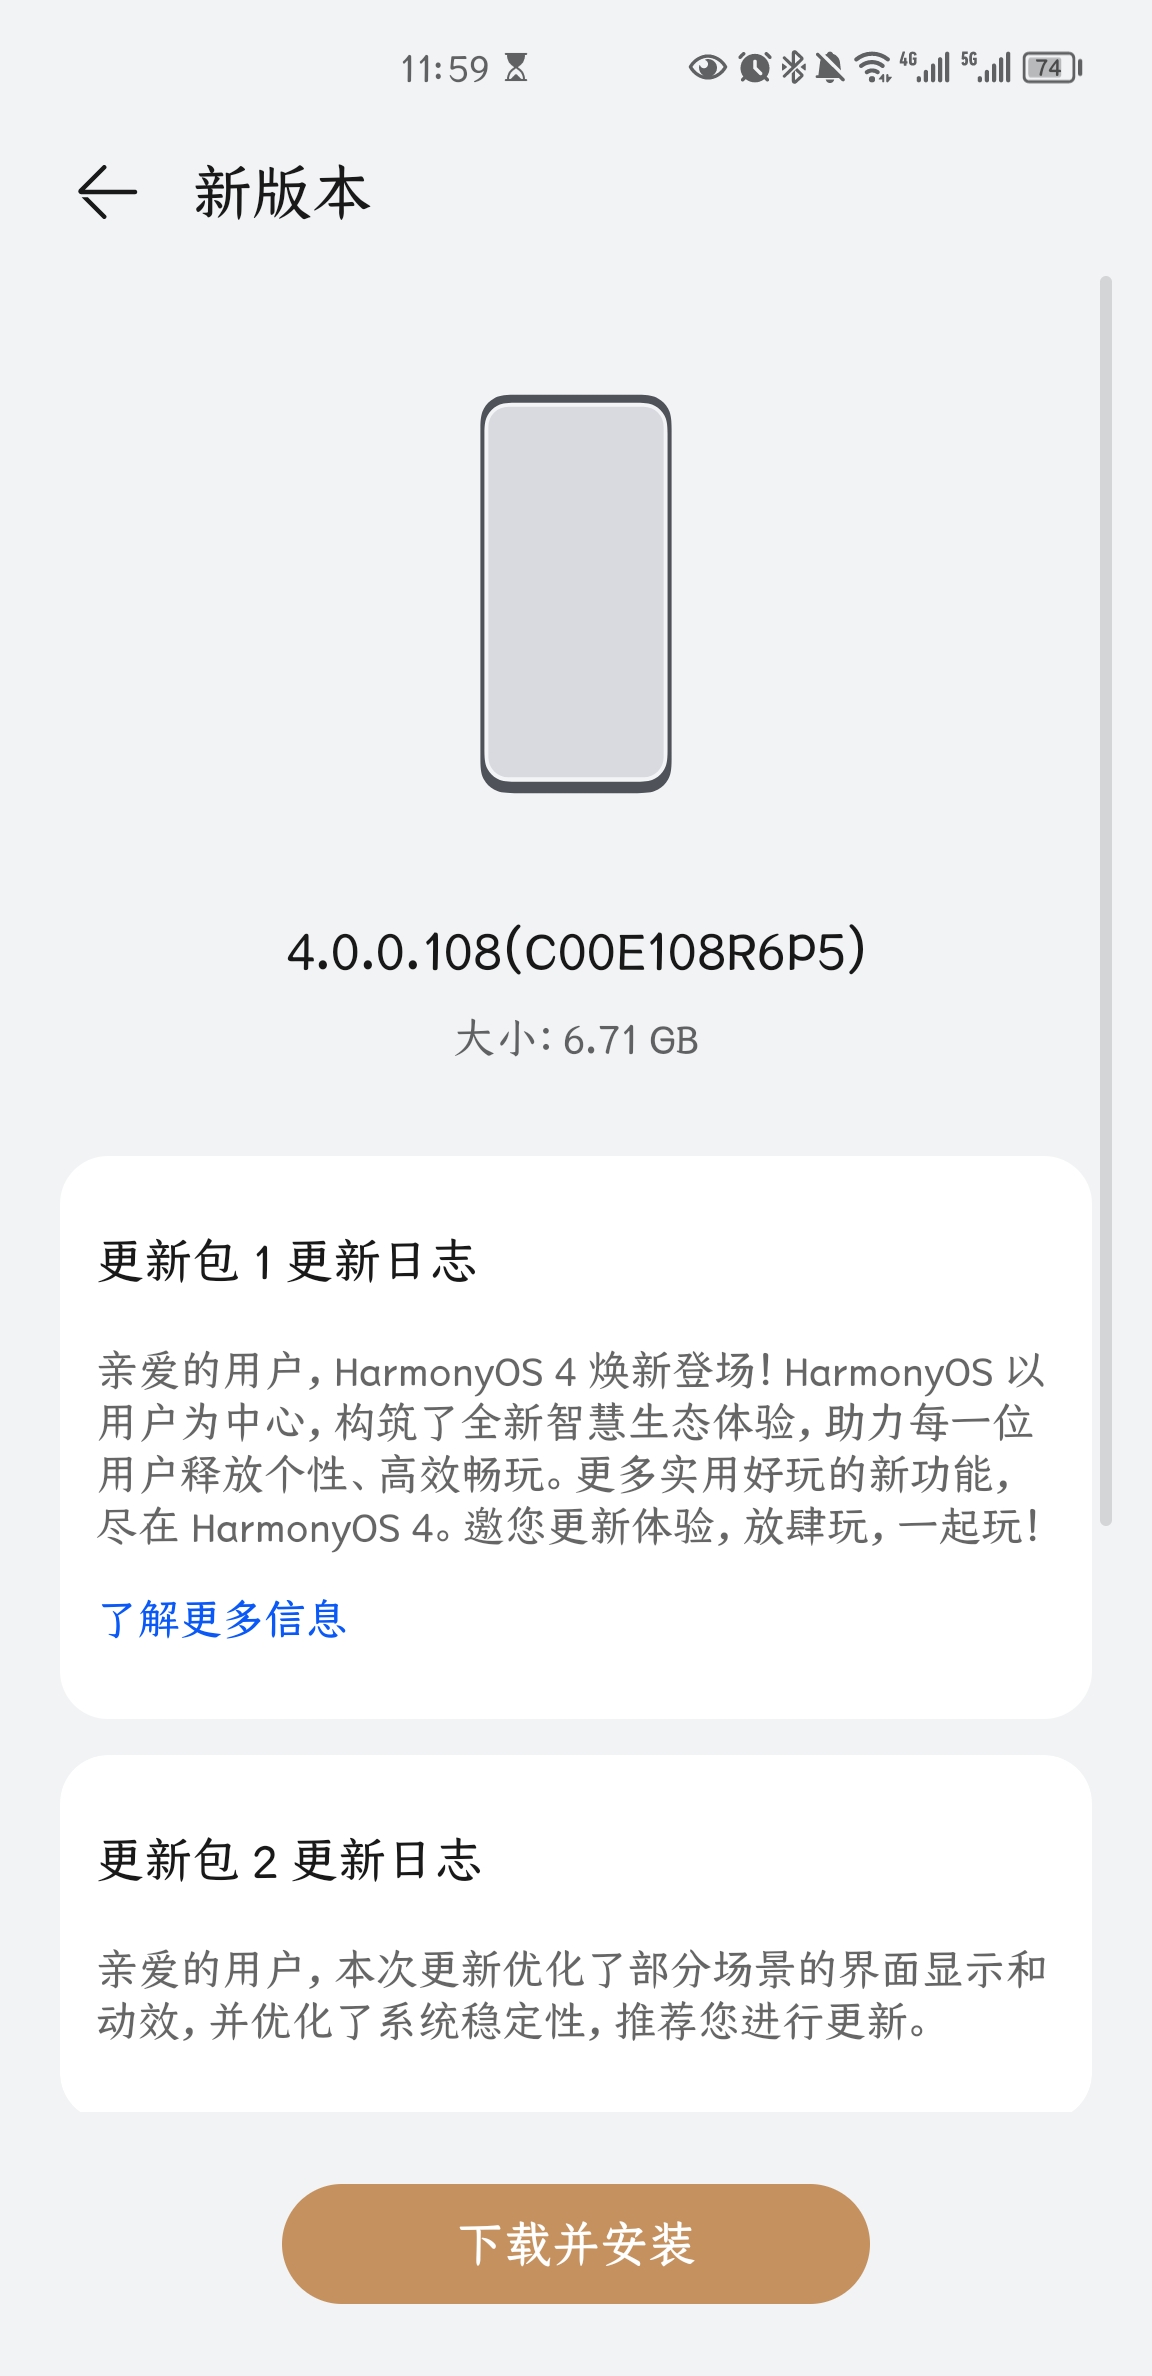 11:59
4G 5G 74
新版本
4.0.0.108(C00E108R6P5)
大小: 6.71 GB
更新包 1 更新日志
亲爱的用户, HarmonyOS 4 焕新登场! HarmonyOS 以
用户为中心, 构筑了全新智慧生态体验, 助力每一位
用户释放个性、高效畅玩。更多实用好玩的新功能,
尽在 HarmonyOS 4。邀您更新体验, 放肆玩, 一起玩!
了解更多信息
更新包 2 更新日志
亲爱的用户, 本次更新优化了部分场景的界面显示和
动效, 并优化了系统稳定性, 推荐您进行更新。
下载并安装